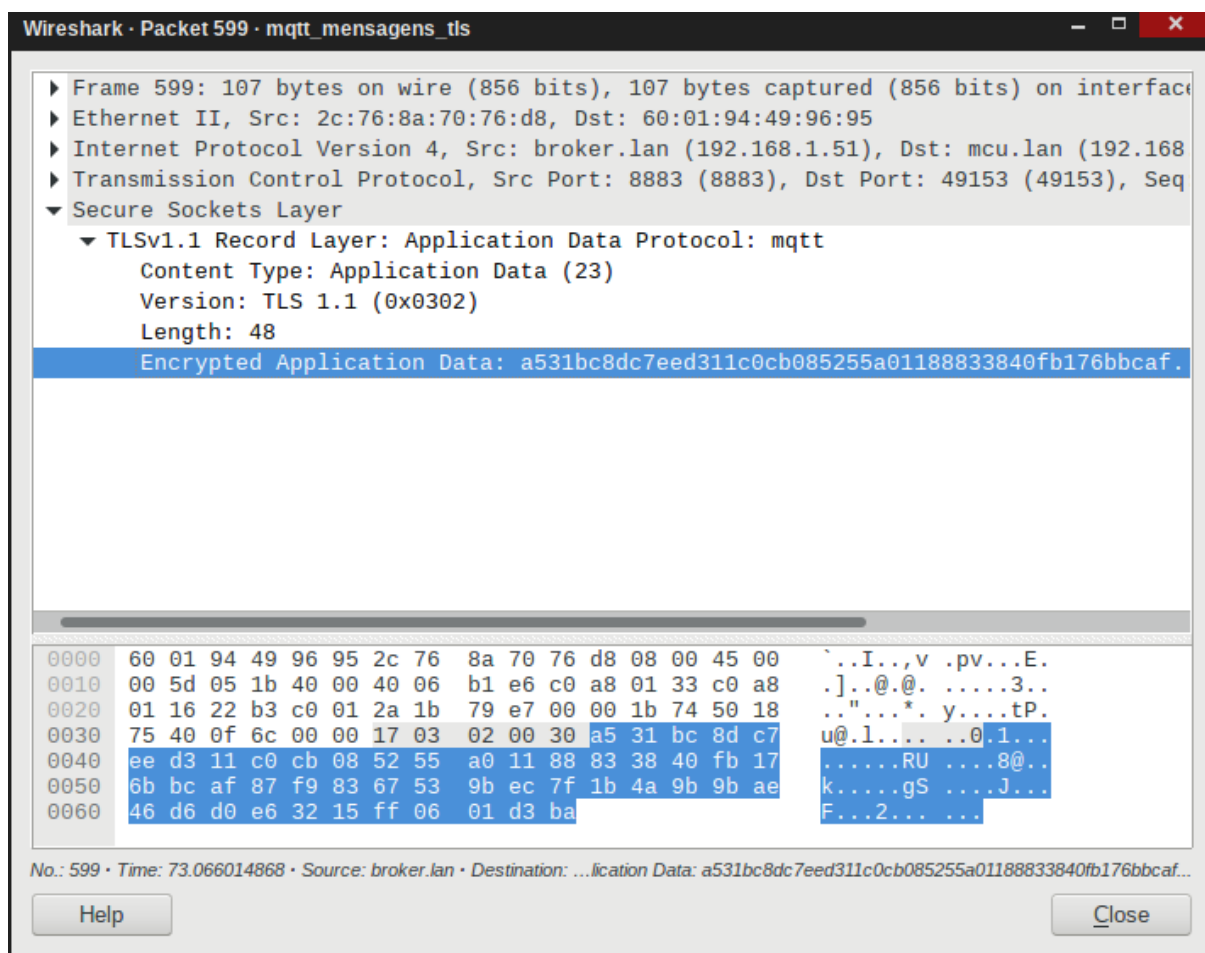 Wireshark · Packet 599 · mqtt_mensagens_tls
Frame 599: 107 bytes on wire (856 bits), 107 bytes captured (856 bits) on interface
Ethernet II, Src: 2c:76:8a:70:76:d8, Dst: 60:01:94:49:96:95
Internet Protocol Version 4, Src: broker.lan (192.168.1.51), Dst: mcu.lan (192.168
Transmission Control Protocol, Src Port: 8883 (8883), Dst Port: 49153 (49153), Seq
Secure Sockets Layer
TLSv1.1 Record Layer: Application Data Protocol: mqtt
Content Type: Application Data (23)
Version: TLS 1.1 (0x0302)
Length: 48
Encrypted Application Data: a531bc8dc7eed311c0cb085255a01188833840fb176bbcaf.
0000 60 01 94 49 96 95 2c 76 8a 70 76 d8 08 00 45 00 `..I..,v .pv...E.
0010 00 5d 05 1b 40 00 40 06 b1 e6 c0 a8 01 33 c0 a8 .]..@.@. .....3..
0020 01 16 22 b3 c0 01 2a 1b 79 e7 00 00 1b 74 50 18 .."...*. y....tP.
0030 75 40 0f 6c 00 00 17 03 02 00 30 a5 31 bc 8d c7 u@.l.... ..0.1...
0040 ee d3 11 c0 cb 08 52 55 a0 11 88 83 38 40 fb 17 ......RU ....8@..
0050 6b bc af 87 f9 83 67 53 9b ec 7f 1b 4a 9b 9b ae k.....gS ....J...
0060 46 d6 d0 e6 32 15 ff 06 01 d3 ba F...2... ...
No.: 599 · Time: 73.066014868 · Source: broker.lan · Destination: …lication Data: a531bc8dc7eed311c0cb085255a01188833840fb176bbcaf...
Help
Close